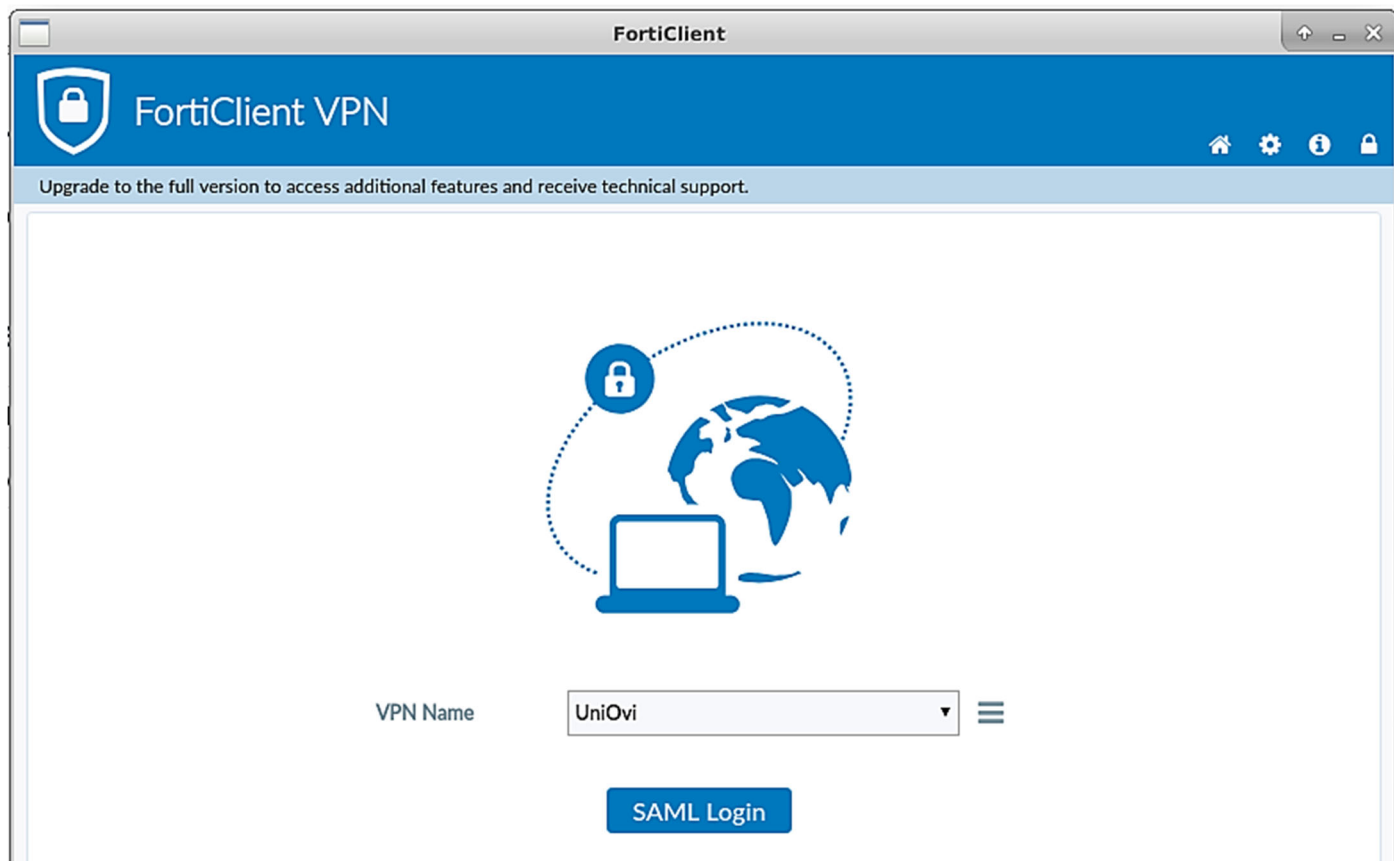 FortiClient
FortiClient VPN
Upgrade to the full version to access additional features and receive technical support.
VPN Name
UniOvi
SAML Login